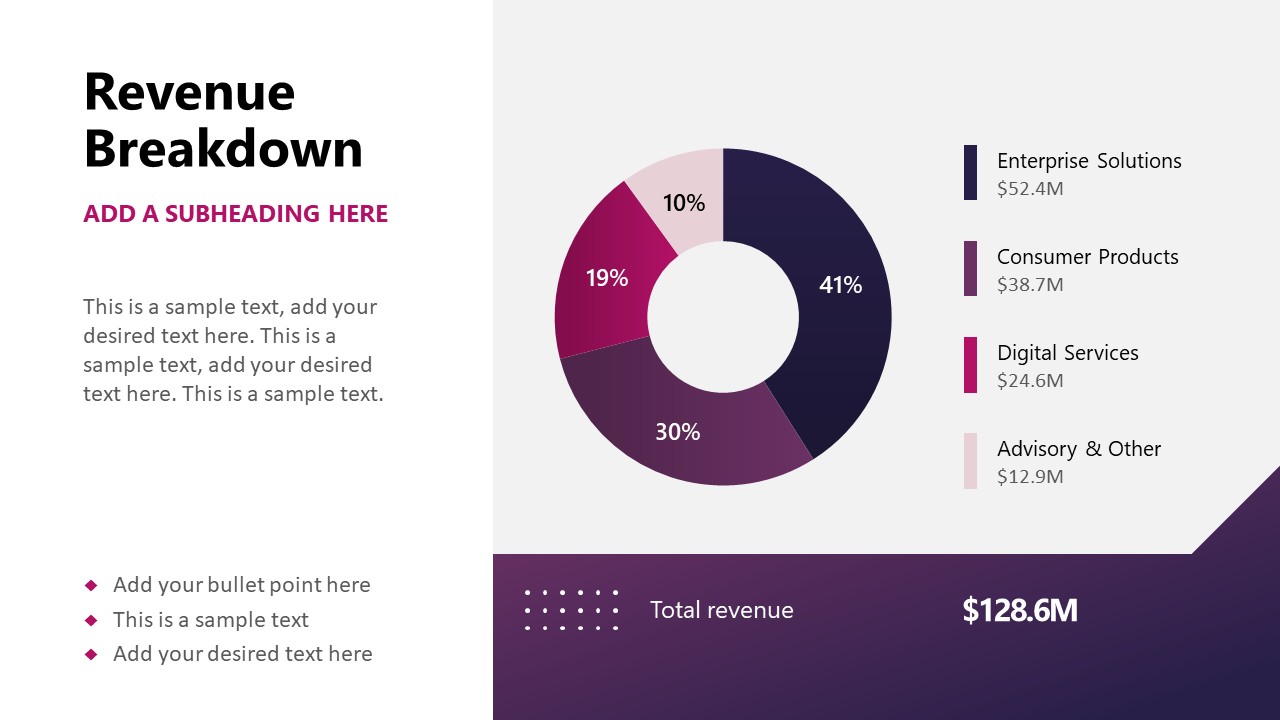 Revenue
Breakdown
ADD A SUBHEADING HERE
This is a sample text, add your
desired text here. This is a
sample text, add your desired
text here. This is a sample text.
Add your bullet point here
This is a sample text
Add your desired text here
10%
19%
41%
30%
Enterprise Solutions
$52.4M
Consumer Products
$38.7M
Digital Services
$24.6M
Advisory & Other
$12.9M
Total revenue
$128.6M